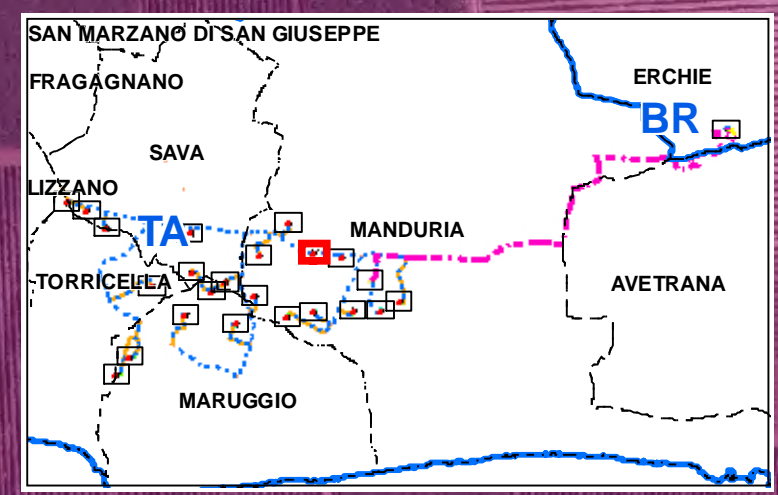 SAN MARZANO DI SAN GIUSEPPE
FRAGAGNANO
ERCHIE
BR
SAVA
LIZZANO
TA
MANDURIA
TORRICELLA
AVETRANA
MARUGGIO